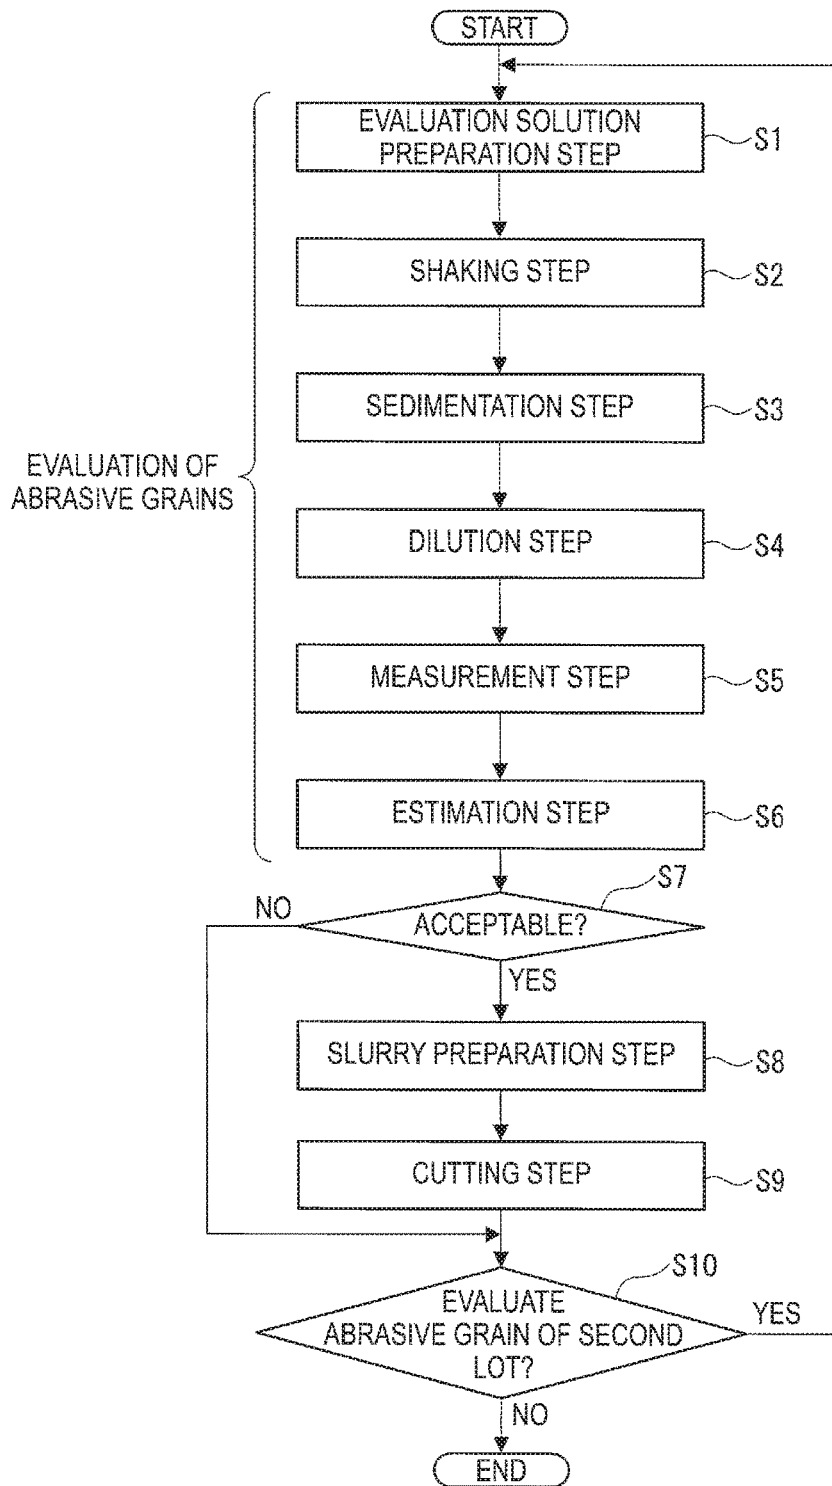 START
EVALUATION SOLUTION
PREPARATION STEP
S1
SHAKING STEP
S2
SEDIMENTATION STEP
S3
EVALUATION OF
ABRASIVE GRAINS
DILUTION STEP
S4
MEASUREMENT STEP
S5
ESTIMATION STEP
S6
S7
NO
ACCEPTABLE?
YES
SLURRY PREPARATION STEP
S8
CUTTING STEP
S9
S10
EVALUATE
ABRASIVE GRAIN OF SECOND
LOT?
YES
NO
END